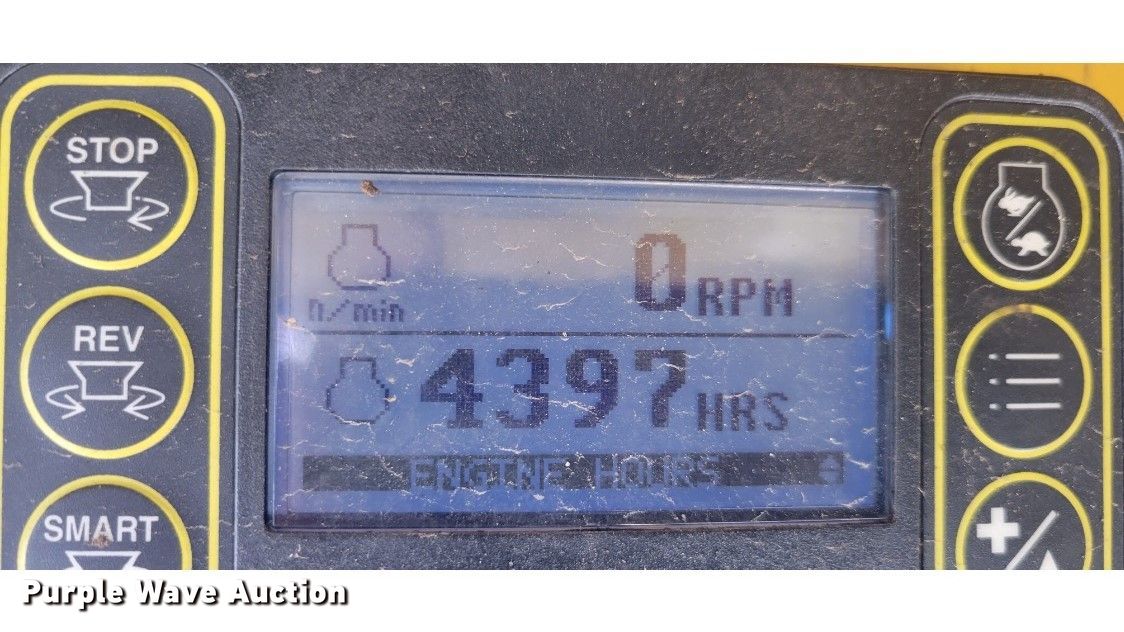 STOP
REV
SMART
0 RPM
n/min
4397 HRS
ENGINE HOURS
Purple Wave Auction